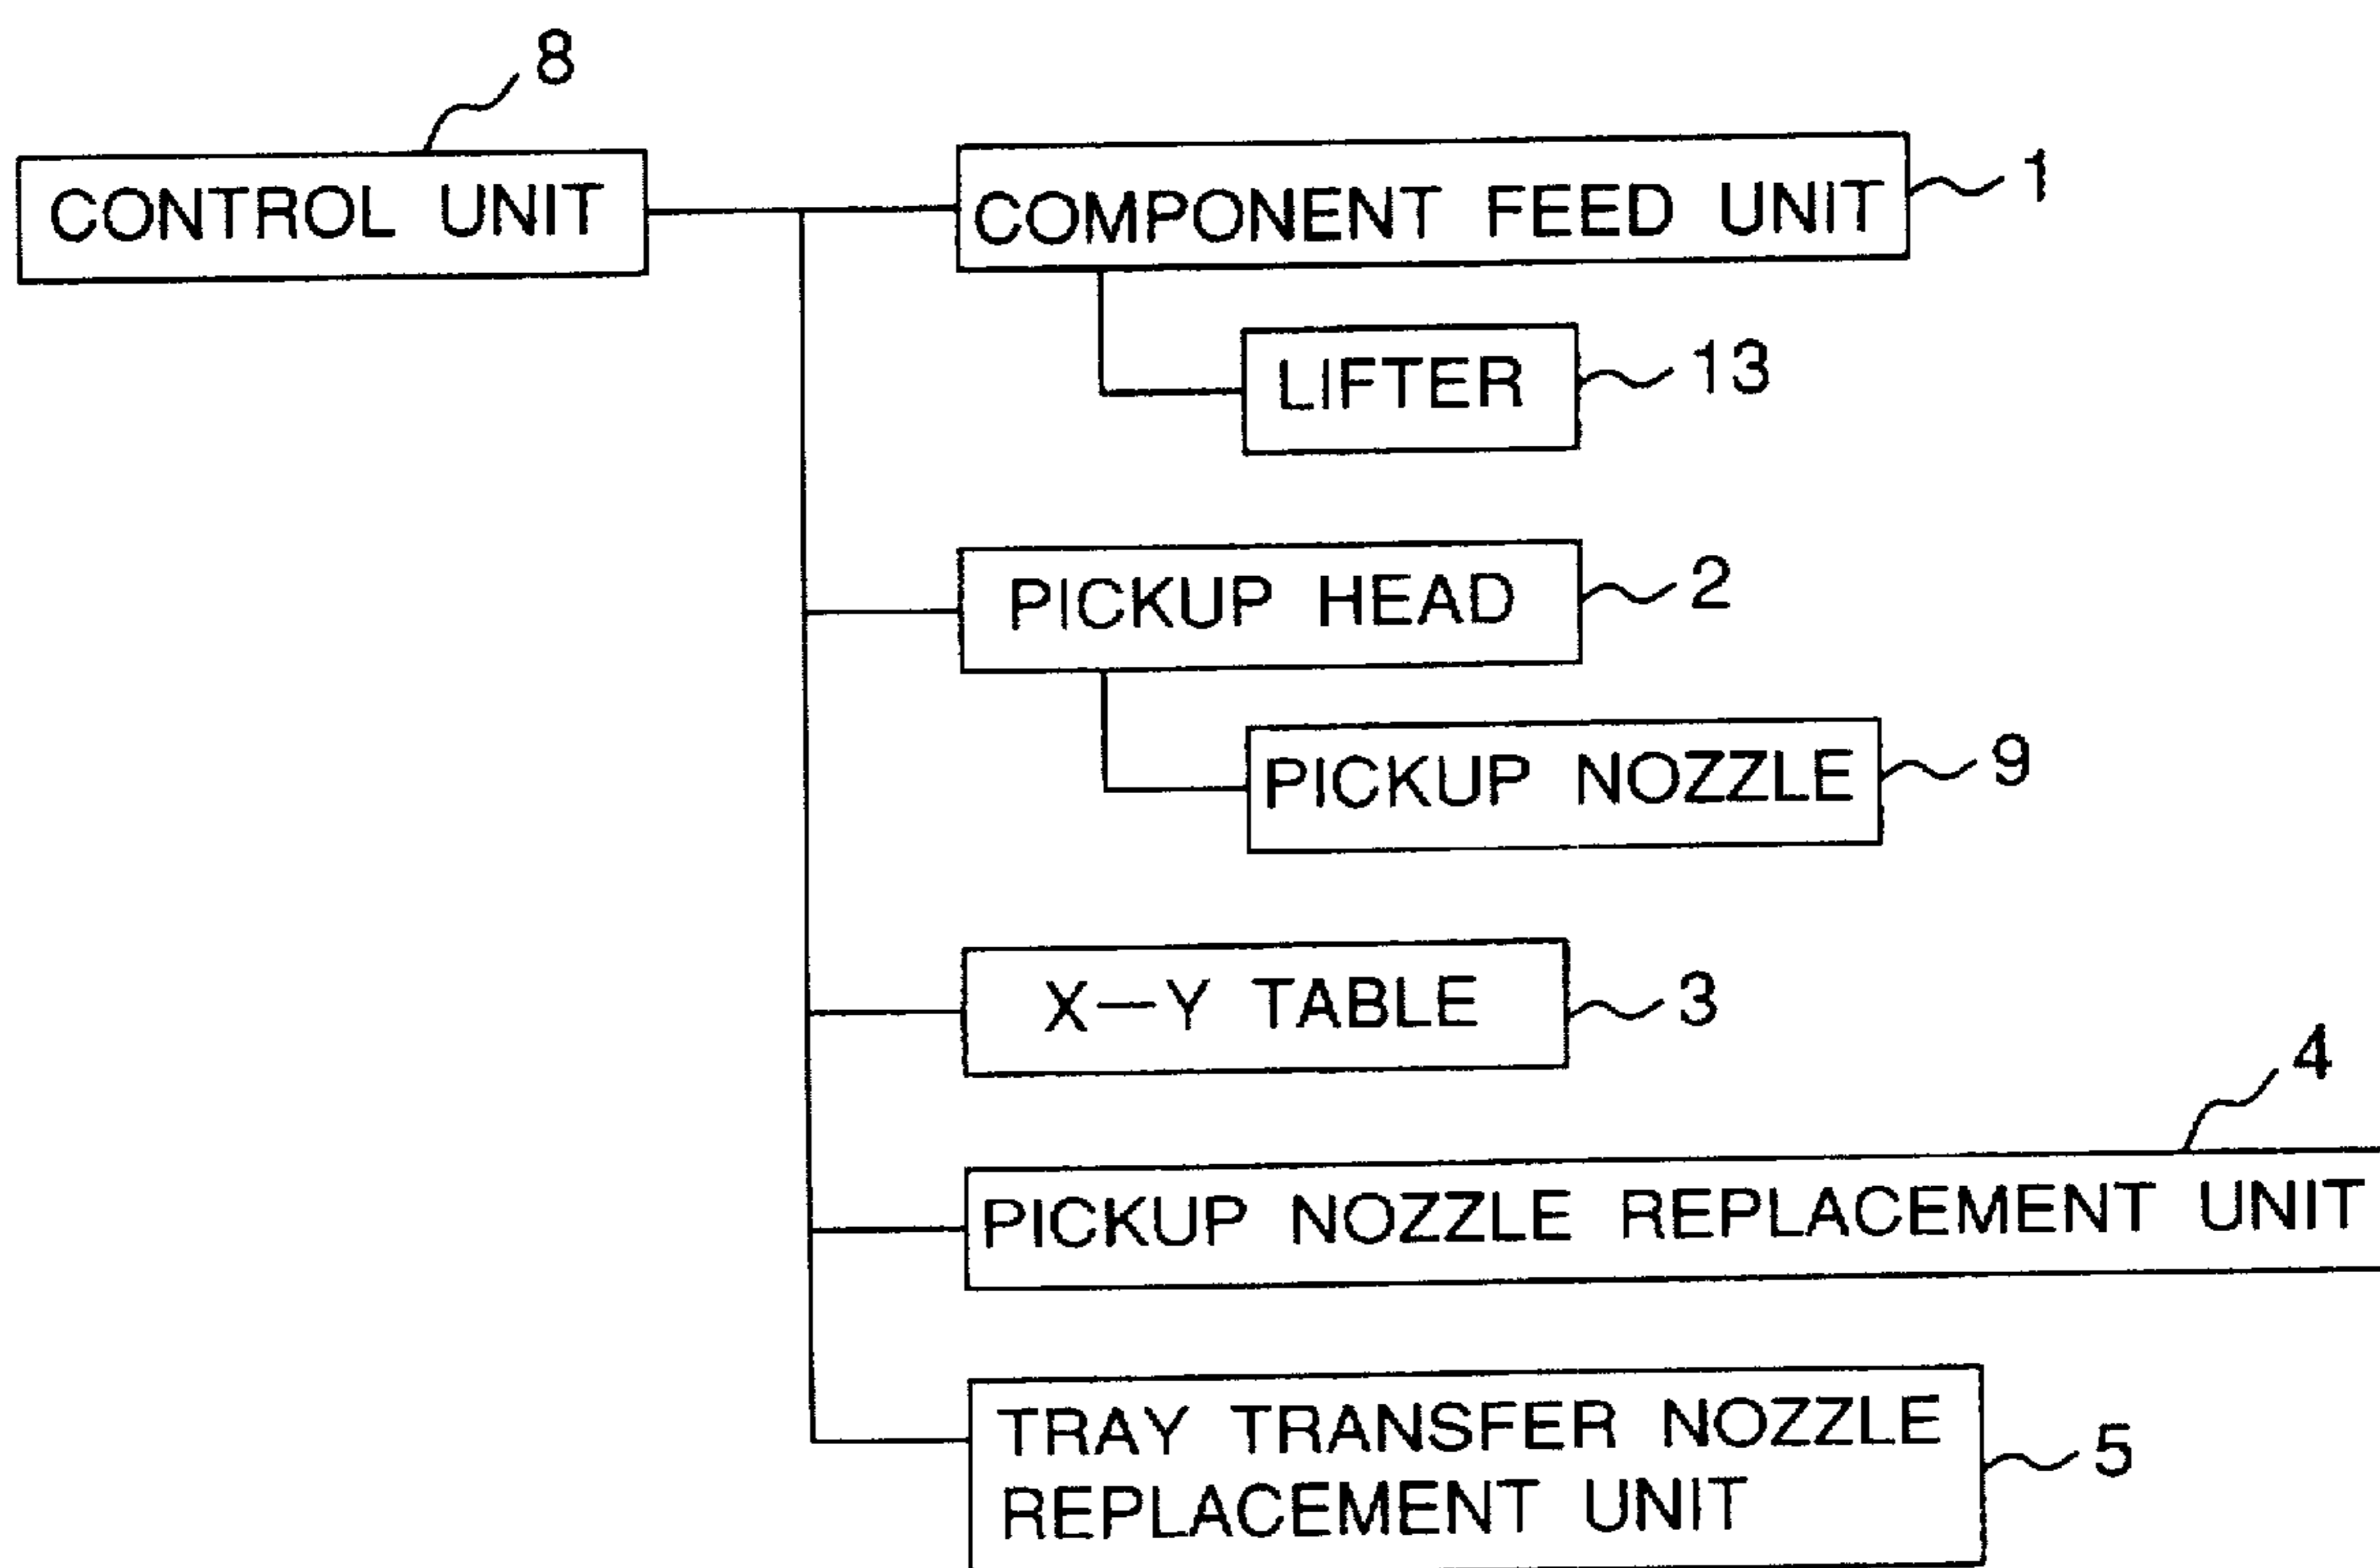 8
CONTROL UNIT
COMPONENT FEED UNIT
1
LIFTER
13
PICKUP HEAD
2
PICKUP NOZZLE
9
X—Y TABLE
3
4
PICKUP NOZZLE REPLACEMENT UNIT
TRAY TRANSFER NOZZLE
REPLACEMENT UNIT
5